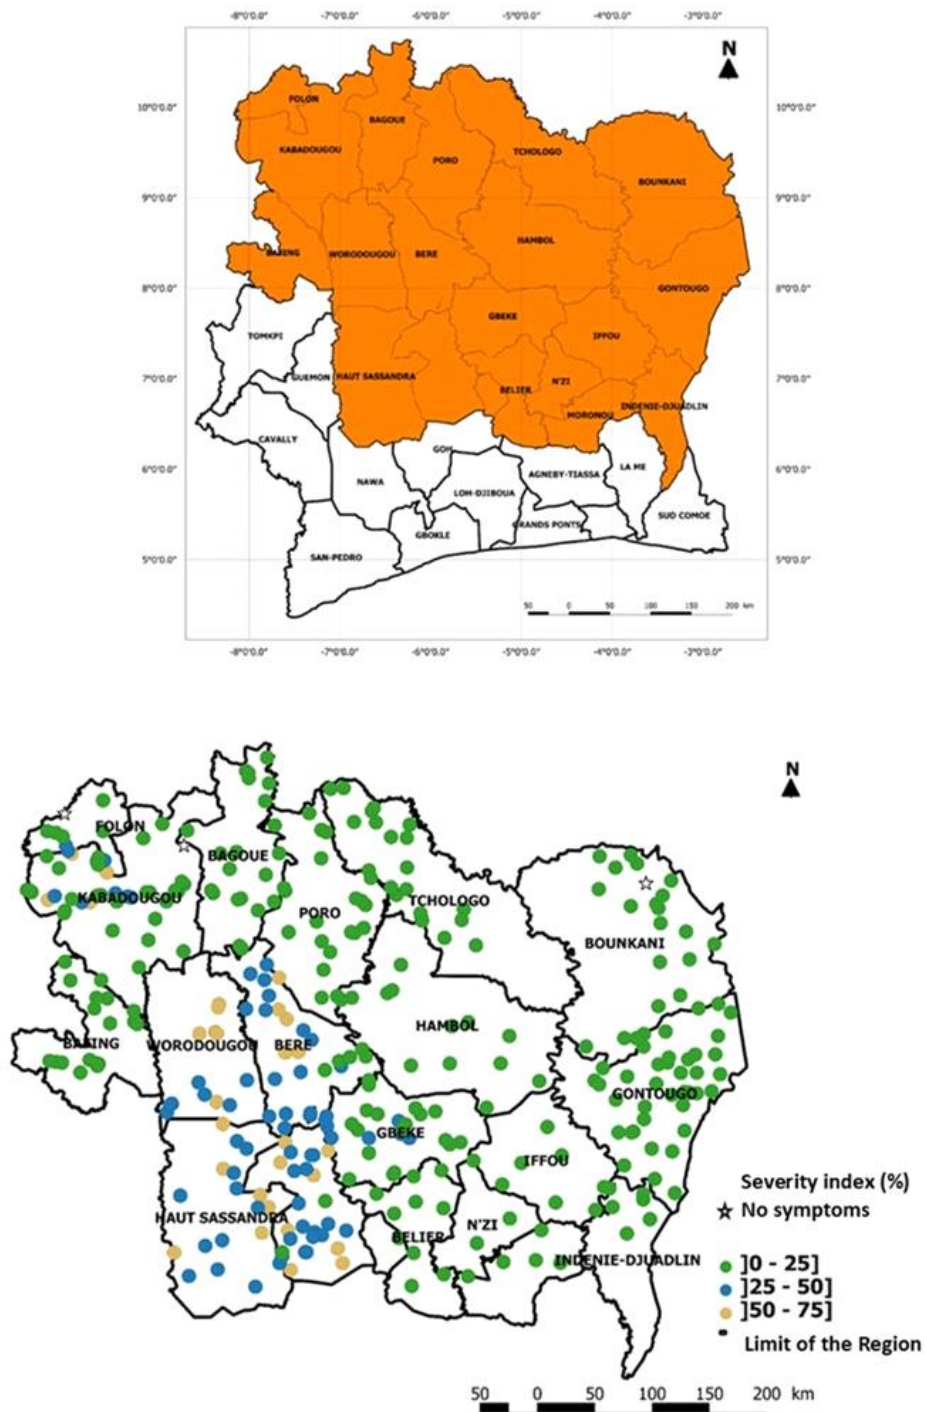 -8°0'0.0" -7°0'0.0" -6°0'0.0" -5°0'0.0" -4°0'0.0" -3°0'0.0"
N
10°0'0.0" 10°0'0.0"
FOLON
BAGOUE
KABADOUGOU
PORO
TCHOLOGO
BOUNKANI
9°0'0.0" 9°0'0.0"
HAMBOL
BAFING WORODOUGOU BERE
8°0'0.0" 8°0'0.0"
GONTOUGO
GBEKE
TOMKPI
IFFOU
7°0'0.0" 7°0'0.0"
GUEMON HAUT SASSANDRA
N'ZI
BELIER
INDENIE-DJUADLIN
MORONOU
CAVALLY
GOH
6°0'0.0" 6°0'0.0"
LA ME
AGNEBY-TIASSA
NAWA
LOH-DJIBOUA
SUD COMOE
GRANDS PONTS
GBOKLE
5°0'0.0" 5°0'0.0"
SAN-PEDRO
50 0 50 100 150 200 km
-8°0'0.0" -7°0'0.0" -6°0'0.0" -5°0'0.0" -4°0'0.0" -3°0'0.0"
N
FOLON
BAGOUE
KABADOUGOU
TCHOLOGO
PORO
BOUNKANI
HAMBOL
BAFING WORODOUGOU BERE
GONTOUGO
GBEKE
IFFOU
Severity index (%)
No symptoms
HAUT SASSANDRA
N'ZI
BELIER
INDENIE-DJUADLIN
]0 - 25]
]25 - 50]
]50 - 75]
Limit of the Region
50 0 50 100 150 200 km